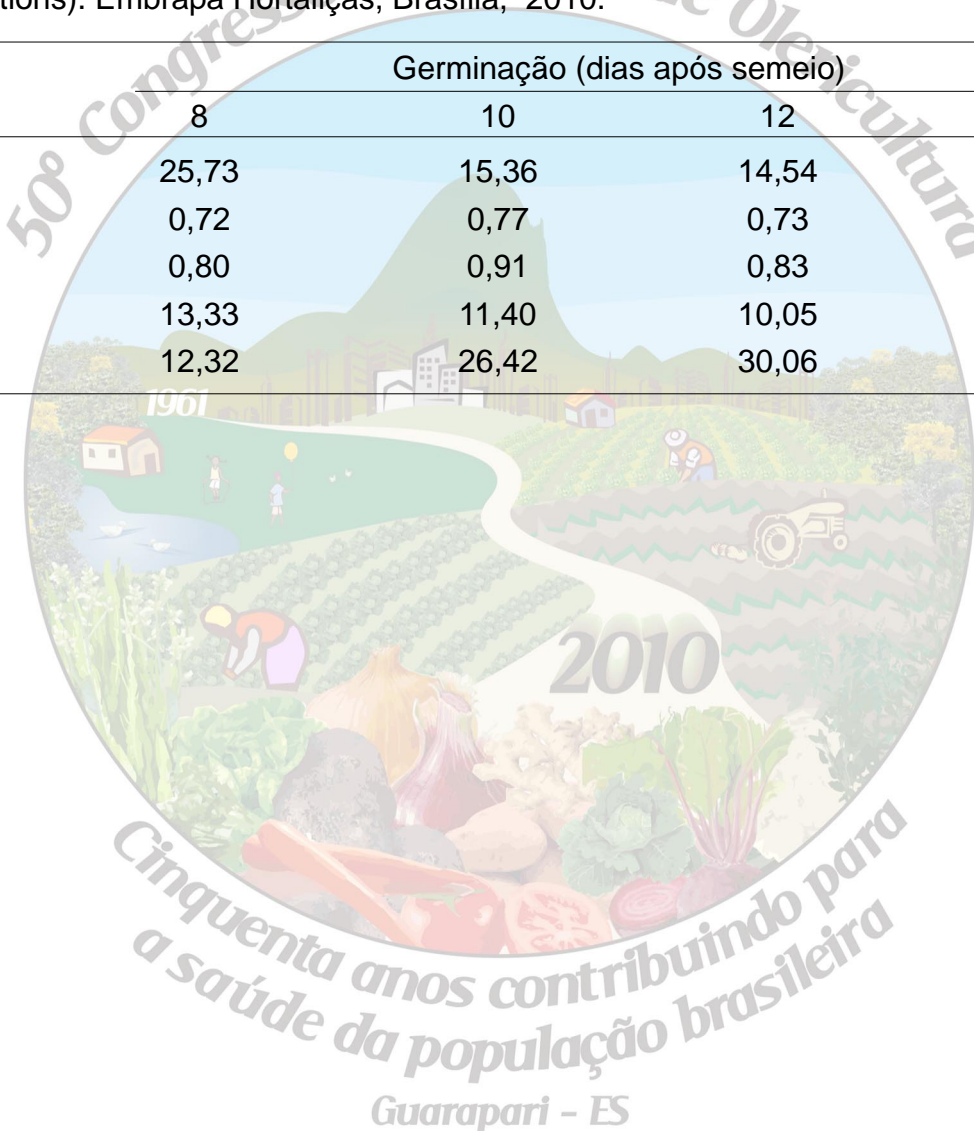 tions). Embrapa Hortaliças, Brasília, 2010.
Germinação (dias após semeio)
8 10 12
25,73 15,36 14,54
0,72 0,77 0,73
0,80 0,91 0,83
13,33 11,40 10,05
12,32 26,42 30,06
50º Congresso
Olericultura
1961
2010
Cinquenta anos contribuindo para
a saúde da população brasileira
Guarapari - ES